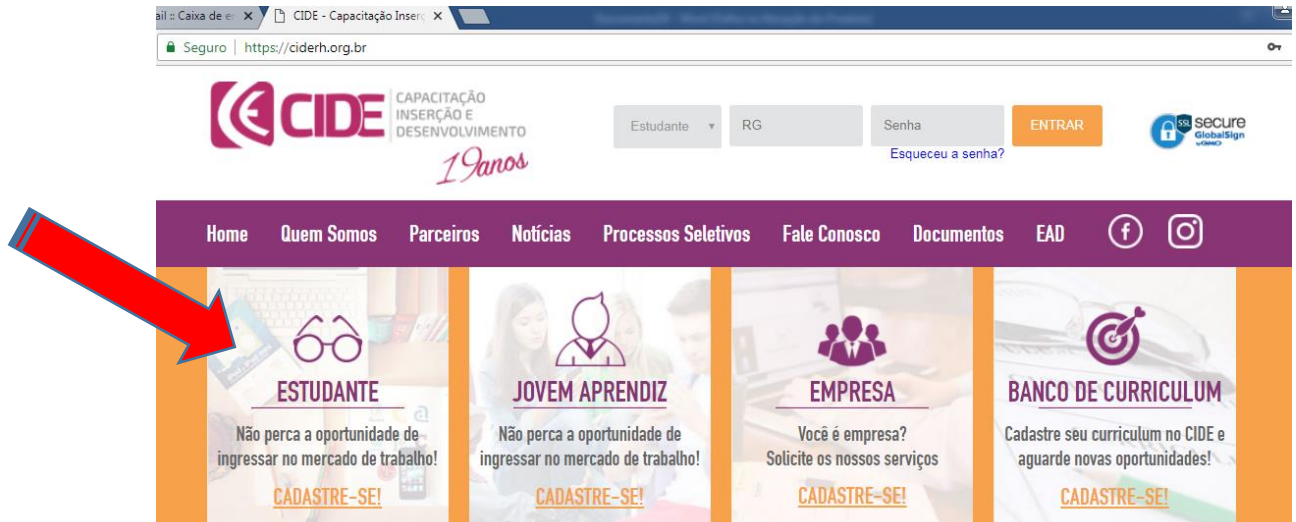 ail :: Caixa de e
CIDE - Capacitação Inserç
Seguro | https://ciderh.org.br
CIDE
CAPACITAÇÃO
INSERÇÃO E
DESENVOLVIMENTO
19anos
Estudante
RG
Senha
ENTRAR
Esqueceu a senha?
SSL
secure
GlobalSign
Home Quem Somos Parceiros Notícias Processos Seletivos Fale Conosco Documentos EAD
ESTUDANTE
Não perca a oportunidade de
ingressar no mercado de trabalho!
CADASTRE-SE!
JOVEM APRENDIZ
Não perca a oportunidade de
ingressar no mercado de trabalho!
CADASTRE-SE!
EMPRESA
Você é empresa?
Solicite os nossos serviços
CADASTRE-SE!
BANCO DE CURRICULUM
Cadastre seu curriculum no CIDE e
aguarde novas oportunidades!
CADASTRE-SE!